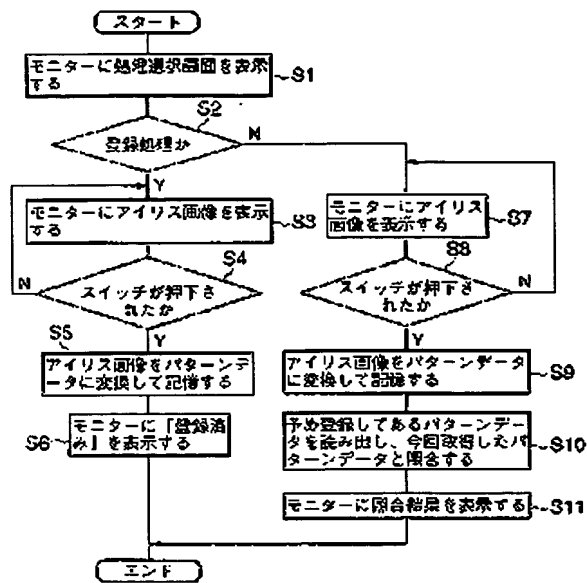 スタート
モニターに処理選択画面を表示
する
S1
S2
登録処理か
N
Y
モニターにアイリス画像を表示
する
S3
S4
スイッチが押下さ
れたか
N
Y
S5
アイリス画像をパターンデー
タに変換して記憶する
S6
モニターに「登録済
み」を表示する
モニターにアイリス
画像を表示する
S7
S8
スイッチが押下さ
れたか
N
Y
アイリス画像をパターンデータ
に変換して記憶する
S9
予め登録してあるパターンデー
タを読み出し、今回取得したパ
ターンデータと照合する
S10
モニターに照合結果を表示する
S11
エンド